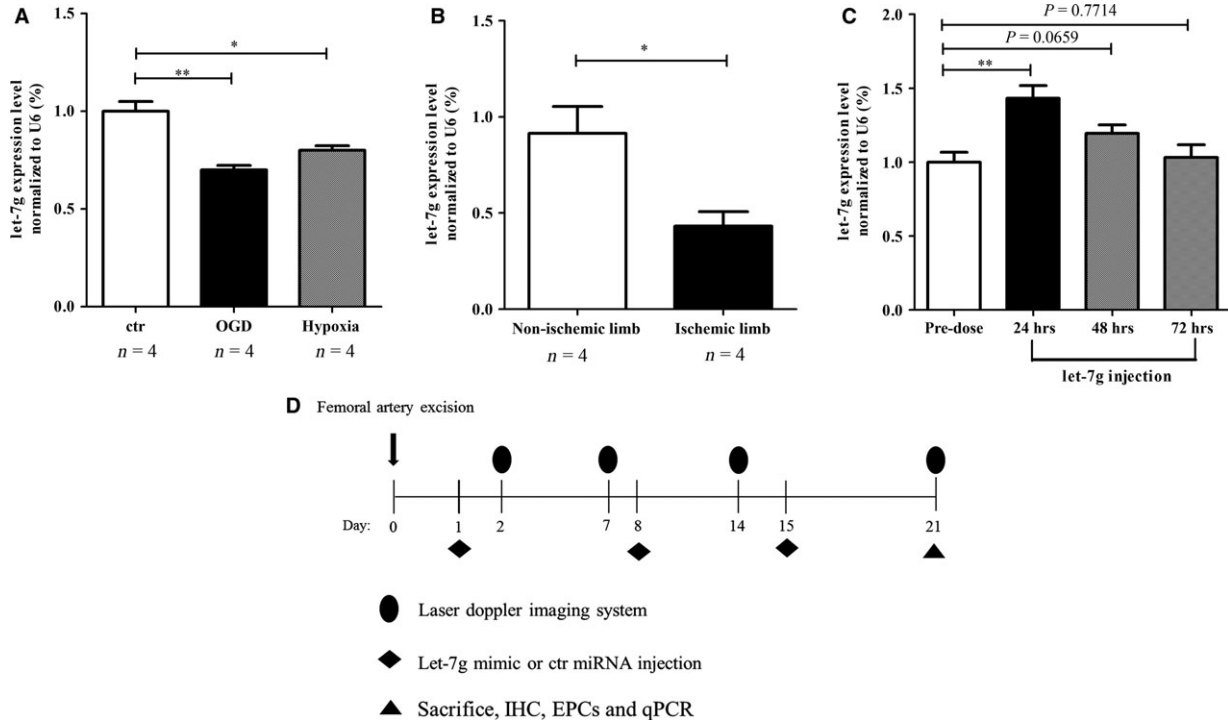 A
let-7g expression level
normalized to U6 (%)
1.5
1.0
0.5
0.0
*
**
ctr OGD Hypoxia
n = 4 n = 4 n = 4
B
let-7g expression level
normalized to U6 (%)
1.5
1.0
0.5
0.0
*
Non-ischemic limb Ischemic limb
n = 4 n = 4
C
let-7g expression level
normalized to U6 (%)
2.0
1.5
1.0
0.5
0.0
P = 0.7714
P = 0.0659
**
Pre-dose 24 hrs 48 hrs 72 hrs
let-7g injection
D Femoral artery excision
Day: 0 1 2 7 8 14 15 21
Laser doppler imaging system
Let-7g mimic or ctr miRNA injection
Sacrifice, IHC, EPCs and qPCR